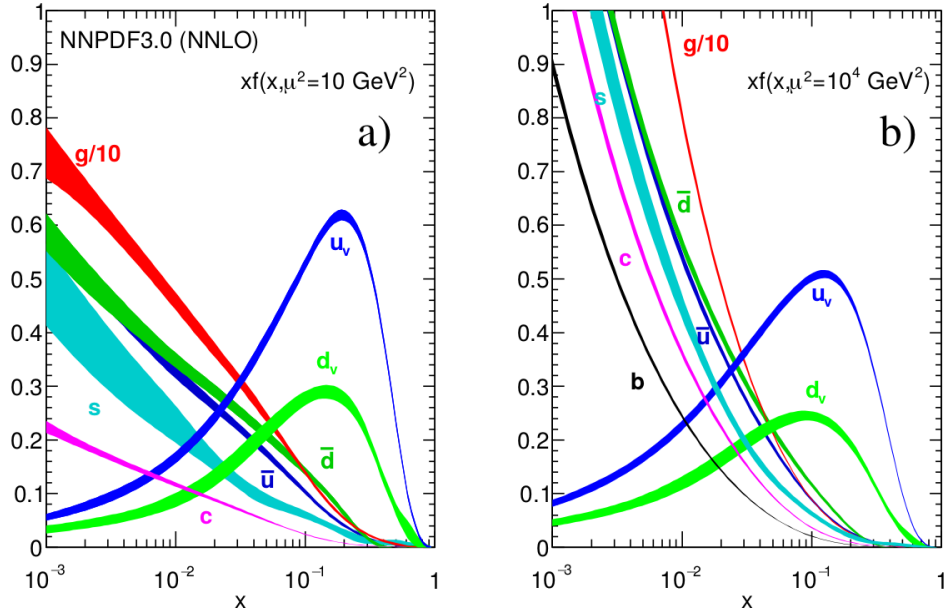 NNPDF3.0 (NNLO)
xf(x,μ²=10 GeV²)
a)
g/10
u_v
d_v
s
d̅
u̅
c
1
0.9
0.8
0.7
0.6
0.5
0.4
0.3
0.2
0.1
0
10⁻³
10⁻²
10⁻¹
1
x
g/10
xf(x,μ²=10⁴ GeV²)
s
b)
d̅
c
u_v
u̅
b
d_v
1
0.9
0.8
0.7
0.6
0.5
0.4
0.3
0.2
0.1
0
10⁻³
10⁻²
10⁻¹
1
x